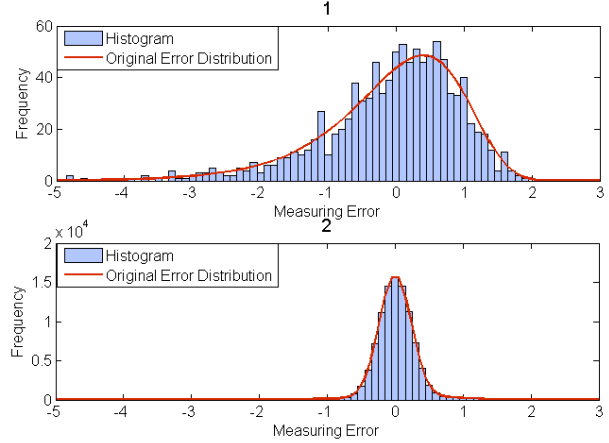 1
60
40
20
0
Frequency
Histogram
Original Error Distribution
-5 -4 -3 -2 -1 0 1 2 3
Measuring Error
2
x 10^4
2
1.5
1
0.5
0
Frequency
Histogram
Original Error Distribution
-5 -4 -3 -2 -1 0 1 2 3
Measuring Error